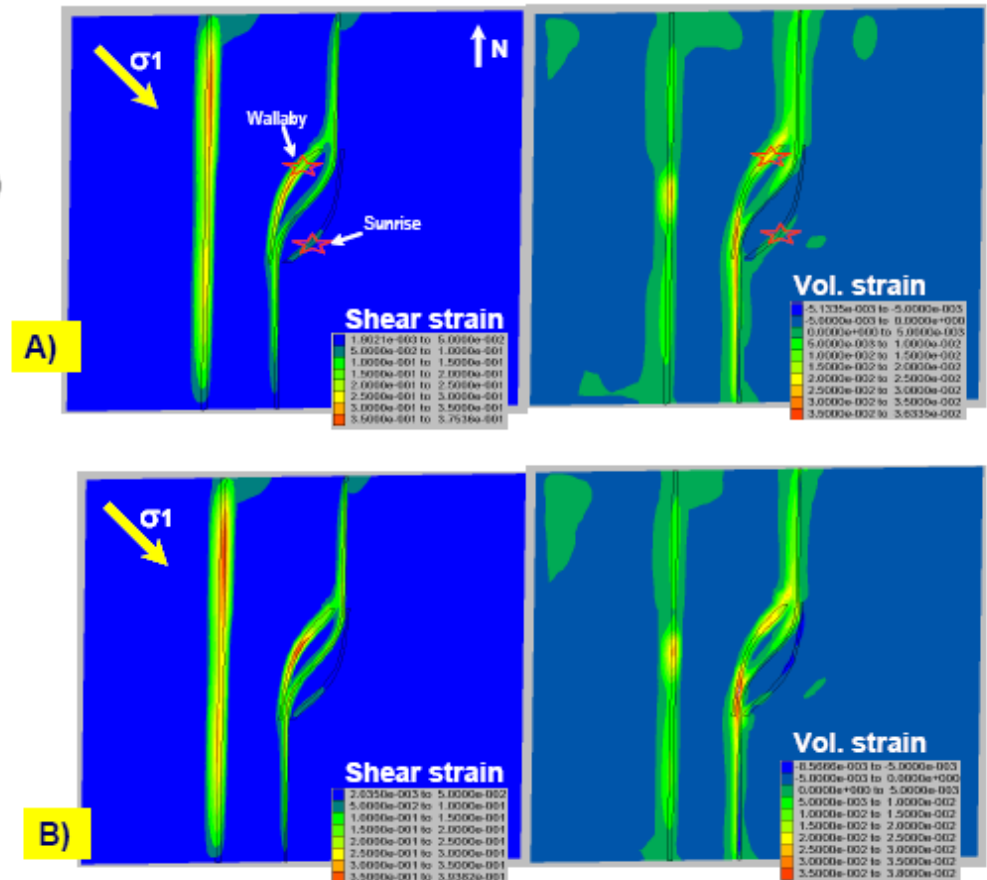 σ1
N
Wallaby
Sunrise
A)
Shear strain
1.9021e-003 to 5.0000e-002
5.0000e-002 to 1.0000e-001
1.0000e-001 to 1.5000e-001
1.5000e-001 to 2.0000e-001
2.0000e-001 to 2.5000e-001
2.5000e-001 to 3.0000e-001
3.0000e-001 to 3.5000e-001
3.5000e-001 to 3.7536e-001
Vol. strain
-5.1335e-003 to -5.0000e-003
-5.0000e-003 to 0.0000e+000
0.0000e+000 to 5.0000e-003
5.0000e-003 to 1.0000e-002
1.0000e-002 to 1.5000e-002
1.5000e-002 to 2.0000e-002
2.0000e-002 to 2.5000e-002
2.5000e-002 to 3.0000e-002
3.0000e-002 to 3.5000e-002
3.5000e-002 to 3.6335e-002
σ1
B)
Shear strain
2.0350e-003 to 5.0000e-002
5.0000e-002 to 1.0000e-001
1.0000e-001 to 1.5000e-001
1.5000e-001 to 2.0000e-001
2.0000e-001 to 2.5000e-001
2.5000e-001 to 3.0000e-001
3.0000e-001 to 3.5000e-001
3.5000e-001 to 3.9382e-001
Vol. strain
-8.5666e-003 to -5.0000e-003
-5.0000e-003 to 0.0000e+000
0.0000e+000 to 5.0000e-003
5.0000e-003 to 1.0000e-002
1.0000e-002 to 1.5000e-002
1.5000e-002 to 2.0000e-002
2.0000e-002 to 2.5000e-002
2.5000e-002 to 3.0000e-002
3.0000e-002 to 3.5000e-002
3.5000e-002 to 3.8000e-002